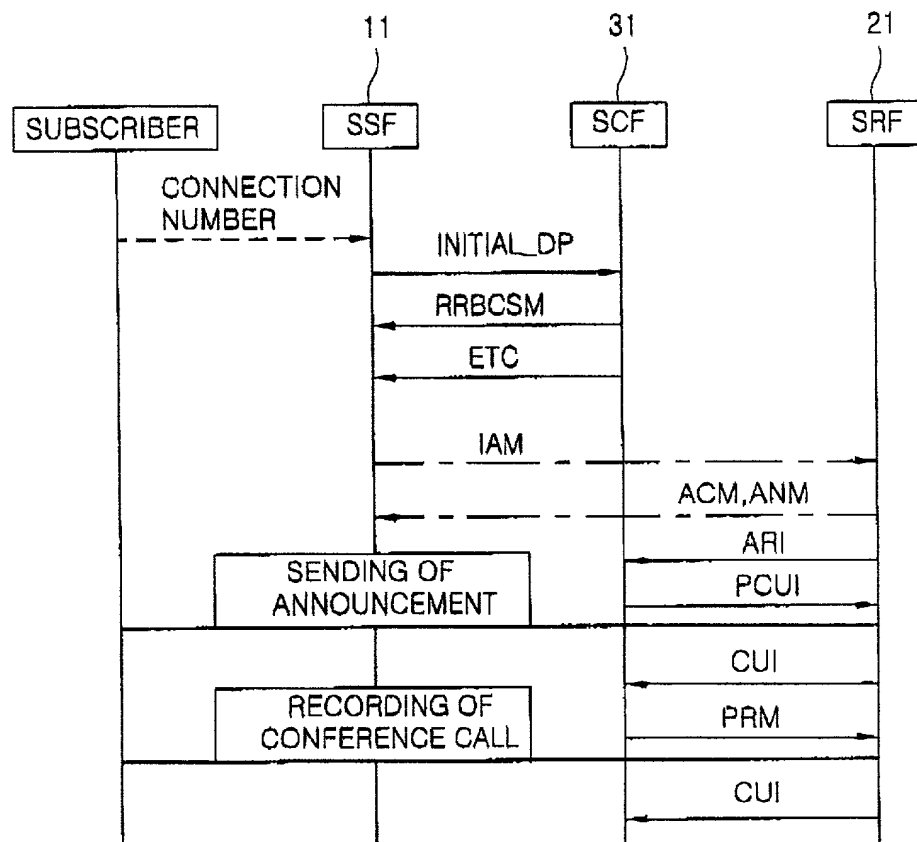 11
31
21
SUBSCRIBER
SSF
SCF
SRF
CONNECTION
NUMBER
INITIAL_DP
RRBCSM
ETC
IAM
ACM,ANM
ARI
SENDING OF
ANNOUNCEMENT
PCUI
CUI
RECORDING OF
CONFERENCE CALL
PRM
CUI